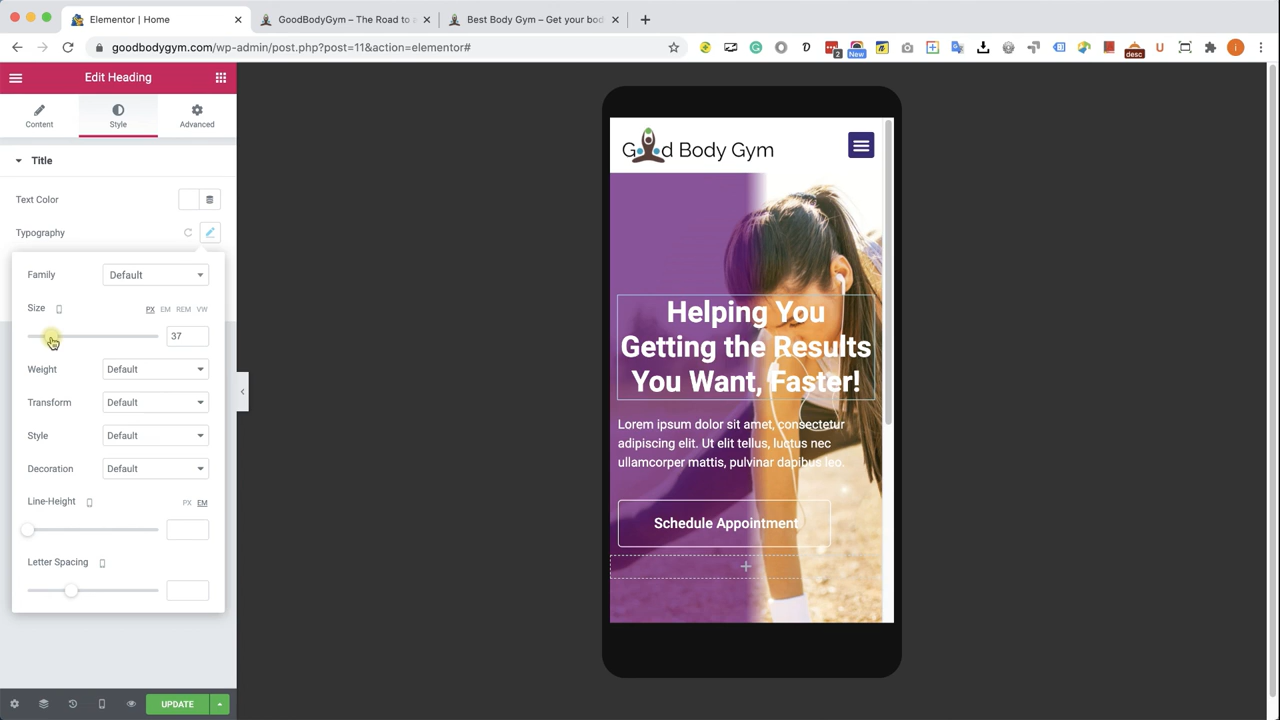 Elementor | Home
GoodBodyGym – The Road to a
Best Body Gym – Get your bod
goodbodygym.com/wp-admin/post.php?post=11&action=elementor#
2
New
desc
i
Edit Heading
Content
Style
Advanced
Title
Text Color
Typography
Family
Default
Size
PX EM REM VW
37
Weight
Default
Transform
Default
Style
Default
Decoration
Default
Line-Height
PX EM
Letter Spacing
UPDATE
Good Body Gym
Helping You
Getting the Results
You Want, Faster!
Lorem ipsum dolor sit amet, consectetur
adipiscing elit. Ut elit tellus, luctus nec
ullamcorper mattis, pulvinar dapibus leo.
Schedule Appointment